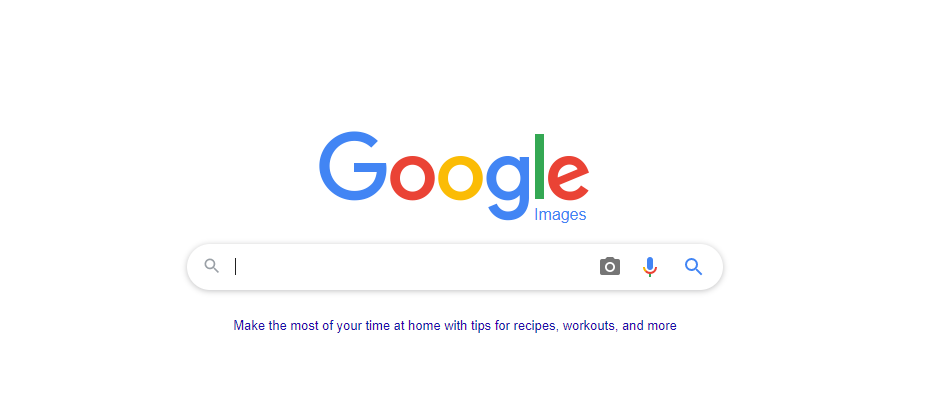 Google
Images
Make the most of your time at home with tips for recipes, workouts, and more